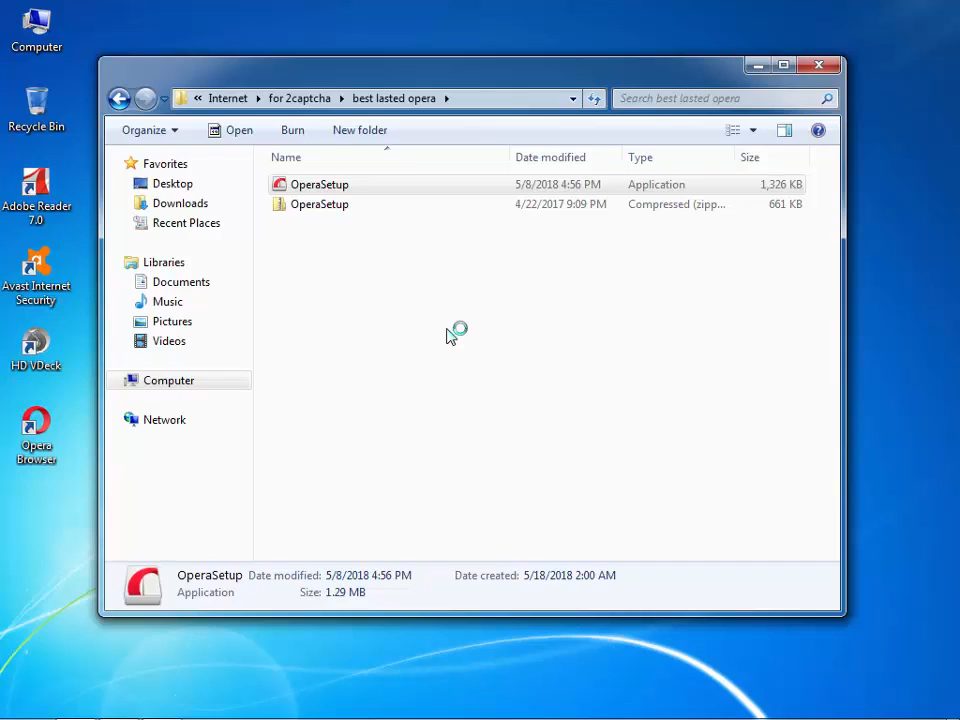 Computer
Recycle Bin
Adobe Reader
7.0
Avast Internet
Security
HD VDeck
Opera
Browser
« Internet for 2captcha best lasted opera
Search best lasted opera
Organize Open Burn New folder
Name Date modified Type Size
OperaSetup 5/8/2018 4:56 PM Application 1,326 KB
OperaSetup 4/22/2017 9:09 PM Compressed (zipp... 661 KB
Favorites
Desktop
Downloads
Recent Places
Libraries
Documents
Music
Pictures
Videos
Computer
Network
OperaSetup Date modified: 5/8/2018 4:56 PM Date created: 5/18/2018 2:00 AM
Application Size: 1.29 MB